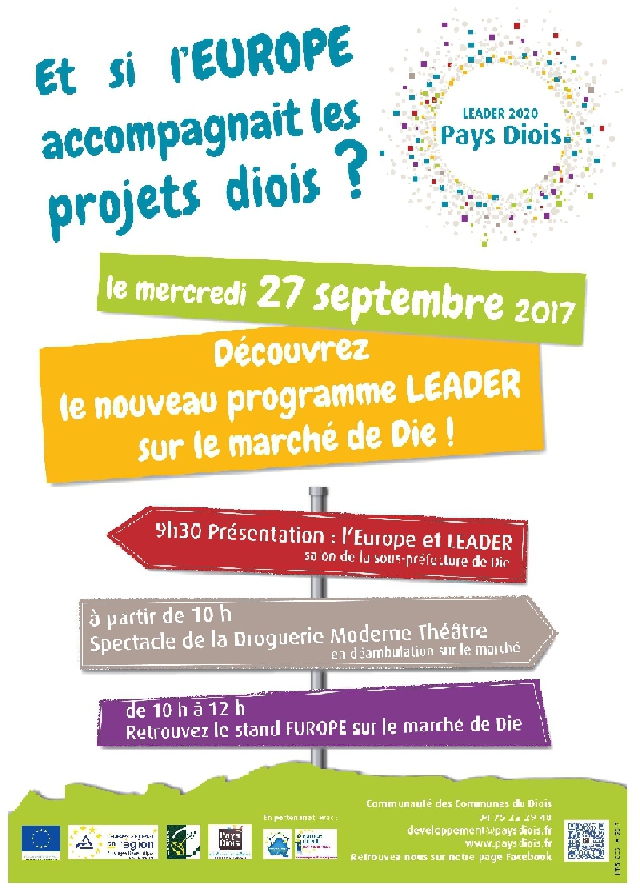 Et si l'EUROPE
accompagnait les
projets diois ?
LEADER 2020
Pays Diois
le mercredi 27 septembre 2017
Découvrez
le nouveau programme LEADER
sur le marché de Die !
9h30 Présentation : l'Europe et LEADER
salon de la sous-préfecture de Die
à partir de 10 h
Spectacle de la Droguerie Moderne Théâtre
en déambulation sur le marché
de 10 h à 12 h
Retrouvez le stand EUROPE sur le marché de Die
En partenariat avec :
Communauté des Communes du Diois
04 75 22 29 40
developpement@paysdiois.fr
www.paysdiois.fr
Retrouvez nous sur notre page Facebook
Pays
Diois